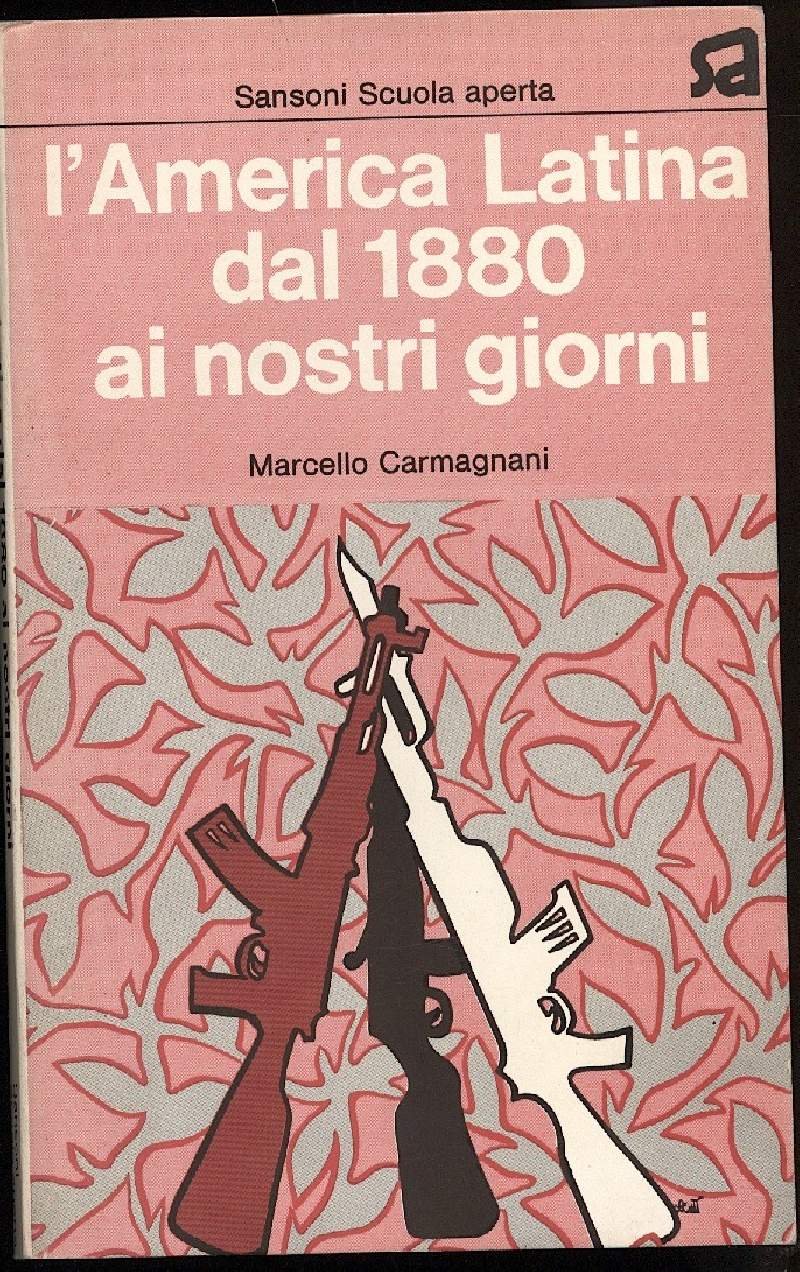 sa
Sansoni Scuola aperta
l'America Latina
dal 1880
ai nostri giorni
Marcello Carmagnani